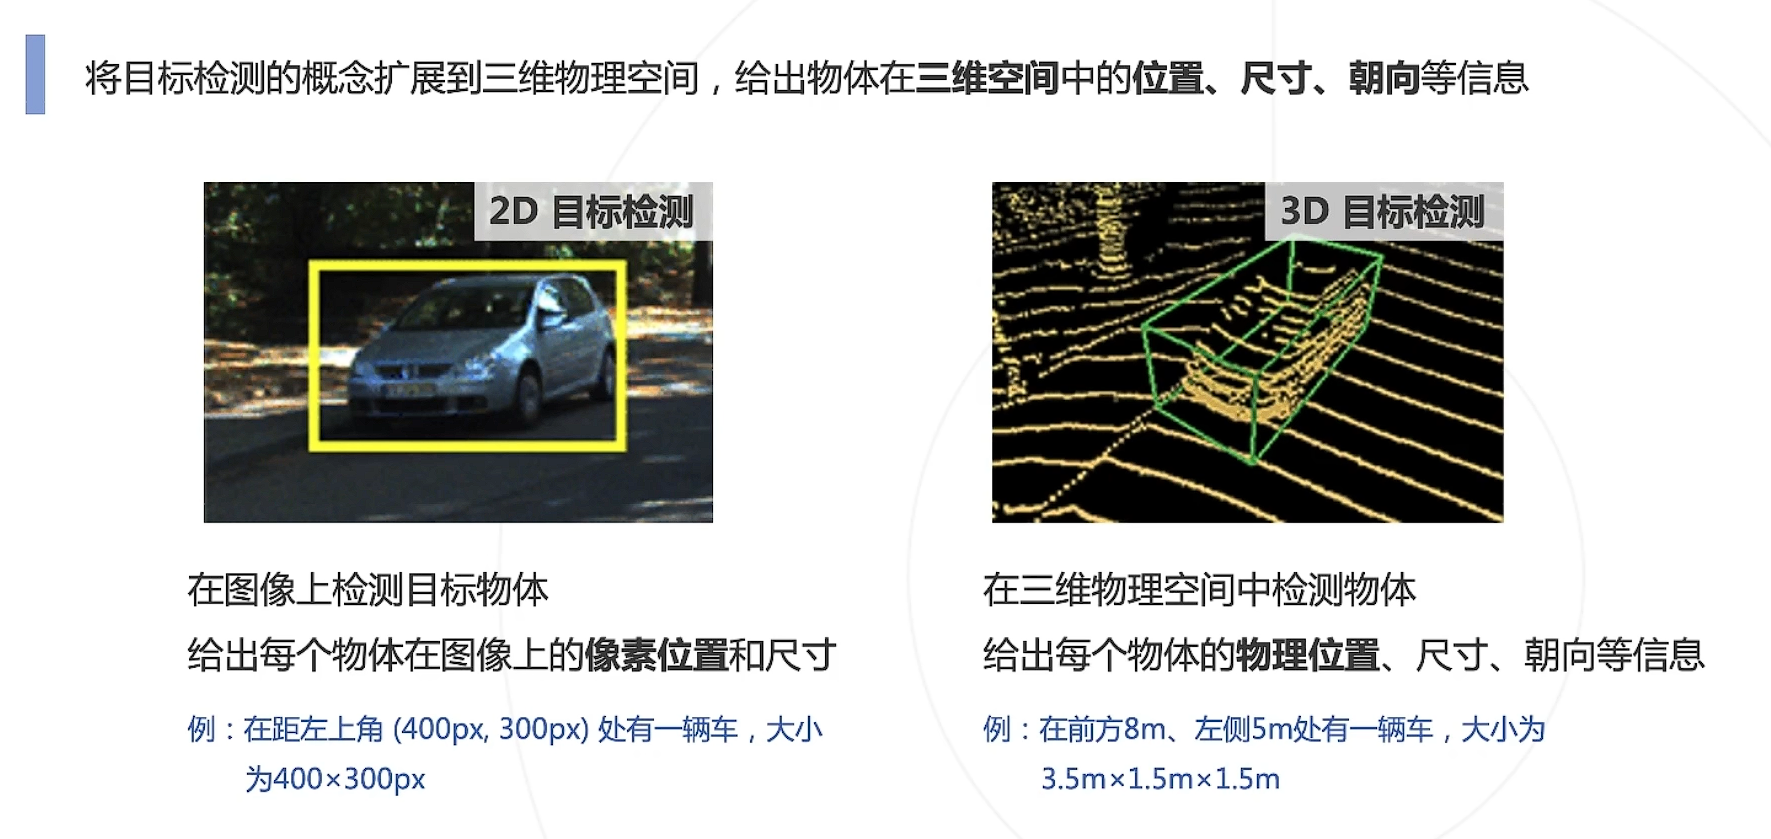 将目标检测的概念扩展到三维物理空间，给出物体在三维空间中的位置、尺寸、朝向等信息
2D 目标检测
3D 目标检测
在图像上检测目标物体
给出每个物体在图像上的像素位置和尺寸
例：在距左上角 (400px, 300px) 处有一辆车，大小
为400×300px
在三维物理空间中检测物体
给出每个物体的物理位置、尺寸、朝向等信息
例：在前方8m、左侧5m处有一辆车，大小为
3.5m×1.5m×1.5m